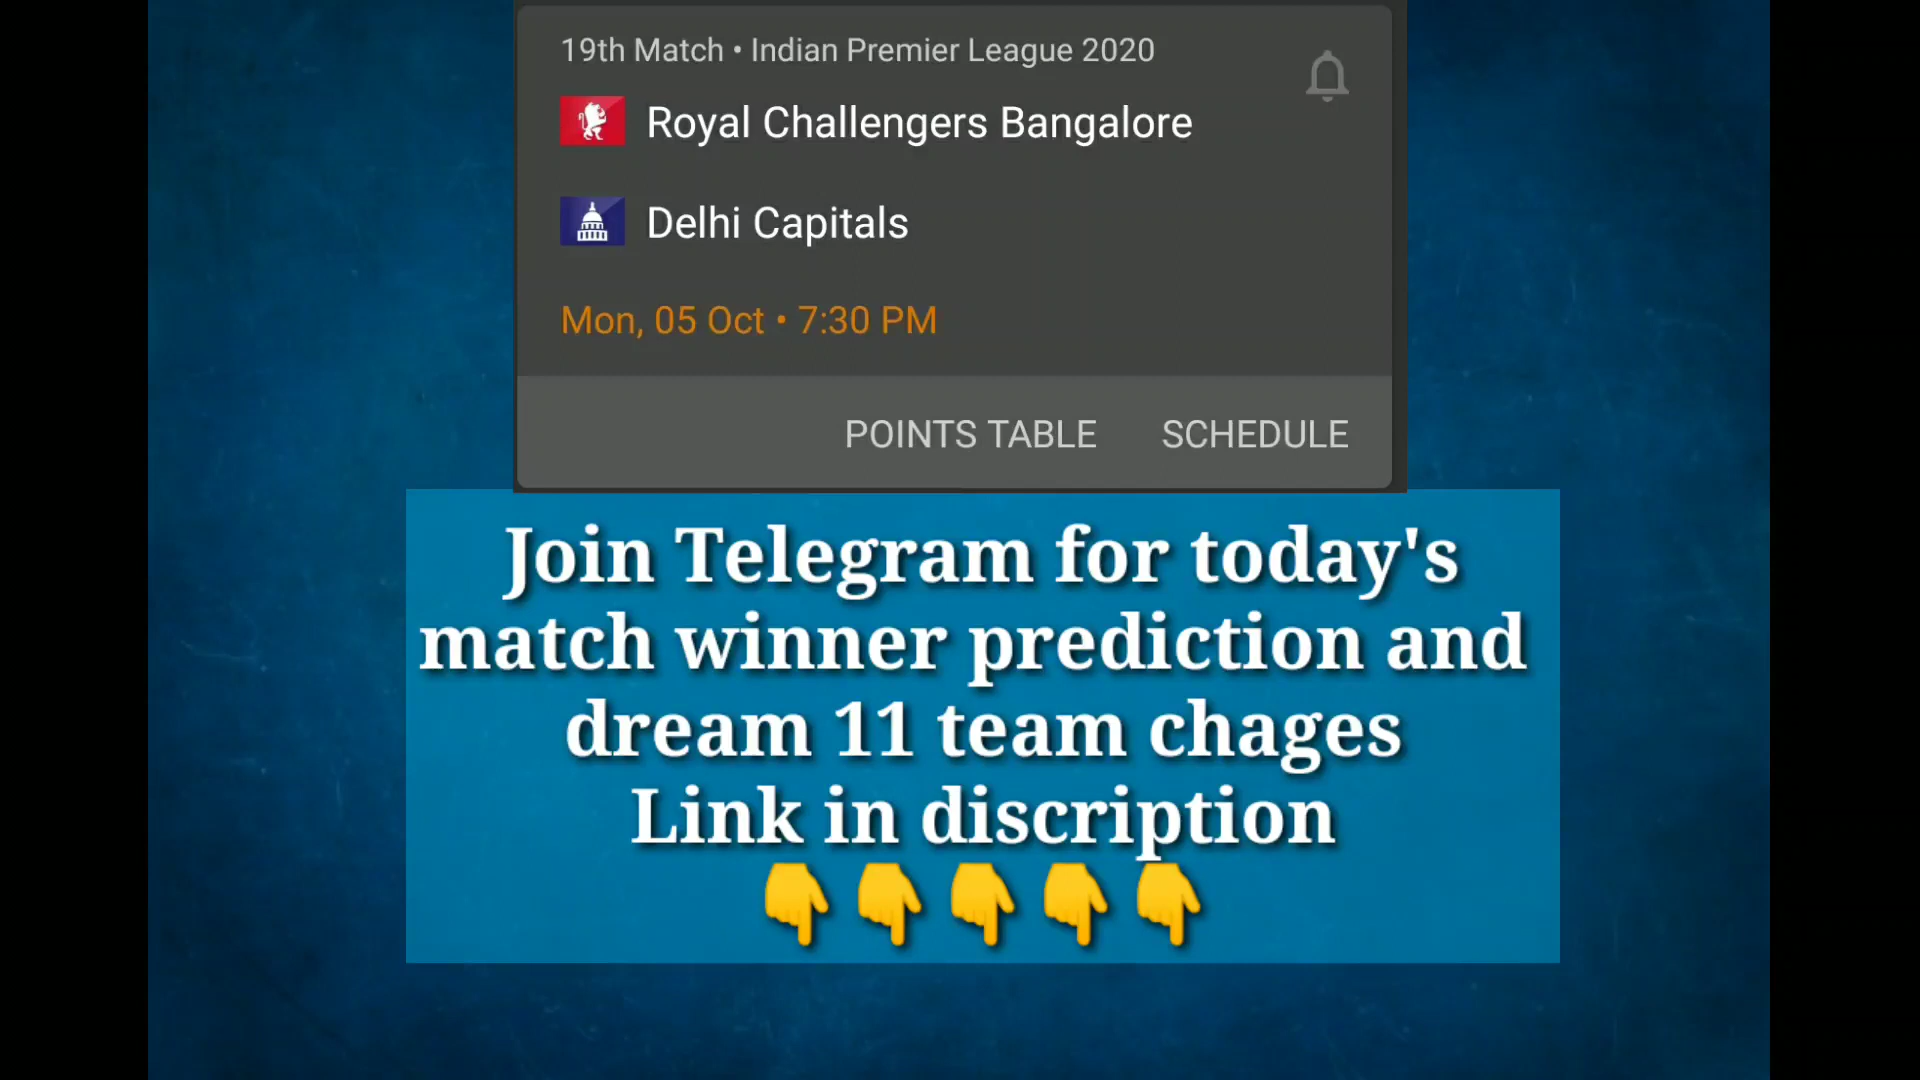 19th Match • Indian Premier League 2020
Royal Challengers Bangalore
Delhi Capitals
Mon, 05 Oct • 7:30 PM
POINTS TABLE SCHEDULE
Join Telegram for today's
match winner prediction and
dream 11 team chages
Link in discription
👇👇👇👇👇